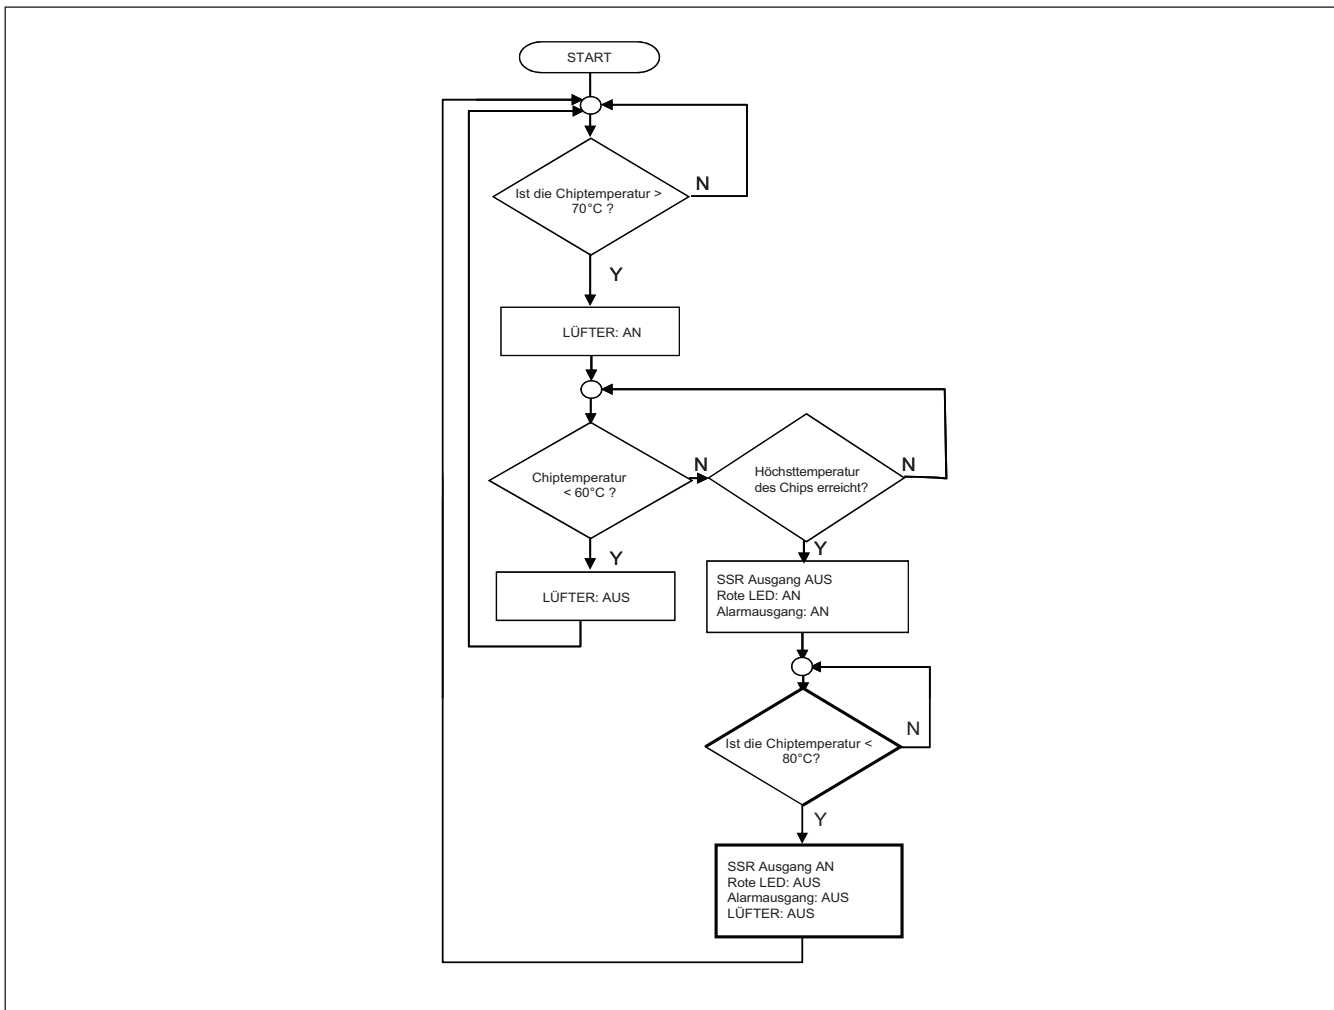 START
Ist die Chiptemperatur >
70°C ?
N
Y
LÜFTER: AN
Chiptemperatur
< 60°C ?
N
Höchsttemperatur
des Chips erreicht?
N
Y
LÜFTER: AUS
Y
SSR Ausgang AUS
Rote LED: AN
Alarmausgang: AN
Ist die Chiptemperatur <
80°C?
N
Y
SSR Ausgang AN
Rote LED: AUS
Alarmausgang: AUS
LÜFTER: AUS